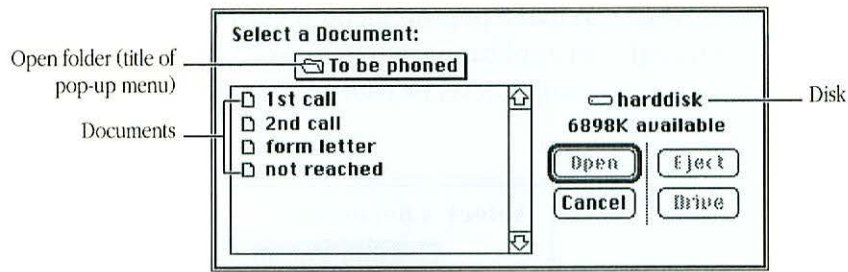 Select a Document:
Open folder (title of
pop-up menu)
To be phoned
Documents
1st call
2nd call
form letter
not reached
harddisk
Disk
6898K available
Open
Eject
Cancel
Drive